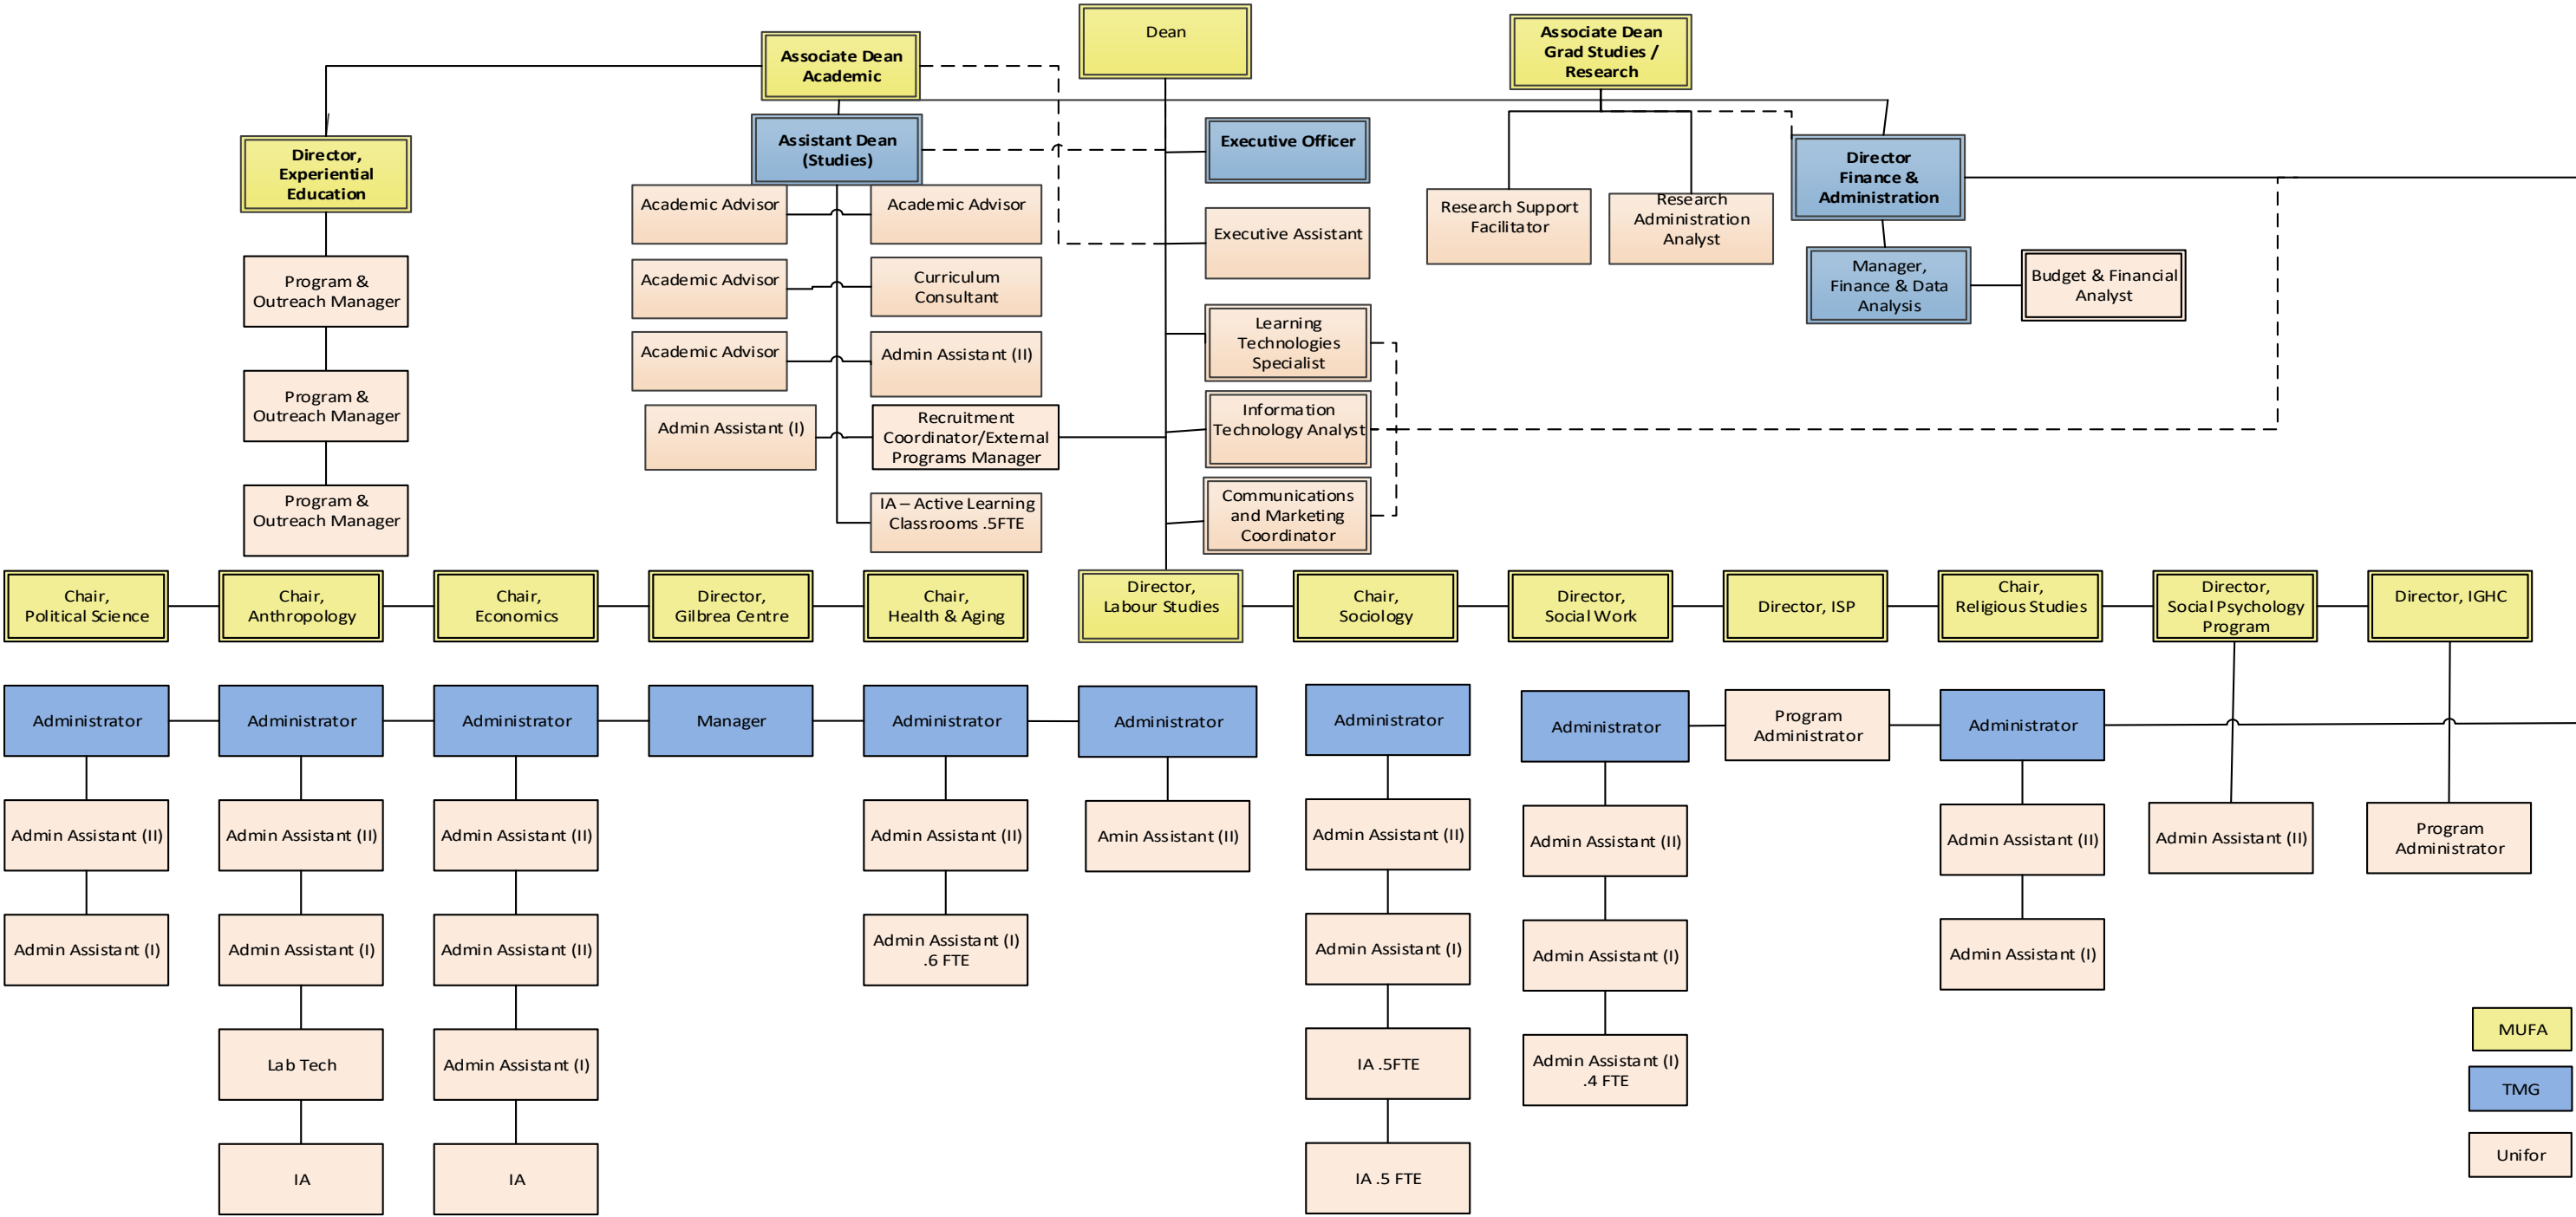 Dean
Associate Dean
Academic
Associate Dean
Grad Studies /
Research
Assistant Dean
(Studies)
Executive Officer
Director,
Experiential
Education
Director
Finance &
Administration
Academic Advisor
Academic Advisor
Executive Assistant
Research Support
Facilitator
Research
Administration
Analyst
Program &
Outreach Manager
Academic Advisor
Curriculum
Consultant
Manager,
Finance & Data
Analysis
Budget & Financial
Analyst
Learning
Technologies
Specialist
Academic Advisor
Admin Assistant (II)
Program &
Outreach Manager
Admin Assistant (I)
Recruitment
Coordinator/External
Programs Manager
Information
Technology Analyst
Program &
Outreach Manager
IA – Active Learning
Classrooms .5FTE
Communications
and Marketing
Coordinator
Chair,
Political Science
Chair,
Anthropology
Chair,
Economics
Director,
Gilbrea Centre
Chair,
Health & Aging
Director,
Labour Studies
Chair,
Sociology
Director,
Social Work
Director, ISP
Chair,
Religious Studies
Director,
Social Psychology
Program
Director, IGHC
Administrator
Administrator
Administrator
Manager
Administrator
Administrator
Administrator
Administrator
Program
Administrator
Administrator
Admin Assistant (II)
Admin Assistant (II)
Admin Assistant (II)
Admin Assistant (II)
Amin Assistant (II)
Admin Assistant (II)
Admin Assistant (II)
Admin Assistant (II)
Admin Assistant (II)
Program
Administrator
Admin Assistant (I)
Admin Assistant (I)
Admin Assistant (II)
Admin Assistant (I)
.6 FTE
Admin Assistant (I)
Admin Assistant (I)
Admin Assistant (I)
Lab Tech
Admin Assistant (I)
IA .5FTE
Admin Assistant (I)
.4 FTE
IA
IA
IA .5 FTE
MUFA
TMG
Unifor